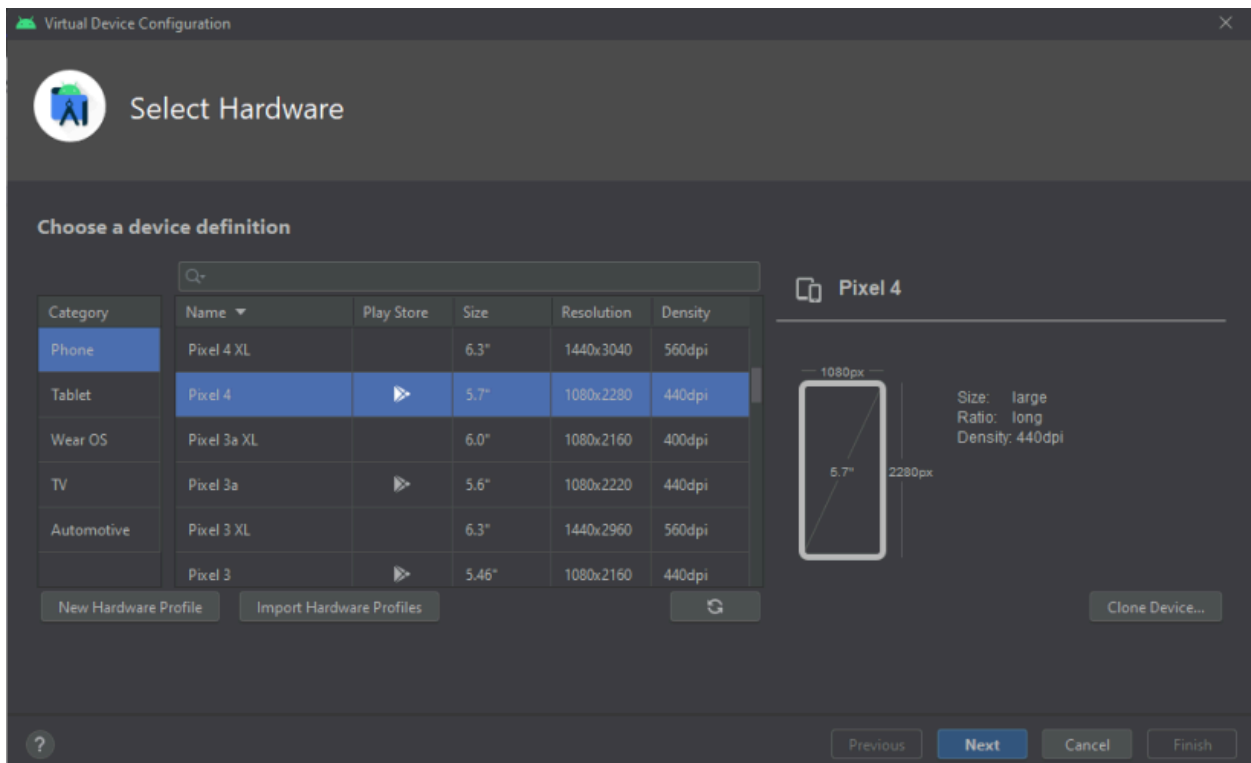 Virtual Device Configuration
Select Hardware
Choose a device definition
Category
Phone
Tablet
Wear OS
TV
Automotive
Name Play Store Size Resolution Density
Pixel 4 XL 6.3" 1440x3040 560dpi
Pixel 4 5.7" 1080x2280 440dpi
Pixel 3a XL 6.0" 1080x2160 400dpi
Pixel 3a 5.6" 1080x2220 440dpi
Pixel 3 XL 6.3" 1440x2960 560dpi
Pixel 3 5.46" 1080x2160 440dpi
New Hardware Profile Import Hardware Profiles
Pixel 4
1080px
5.7"
2280px
Size: large
Ratio: long
Density: 440dpi
Clone Device...
? Previous Next Cancel Finish